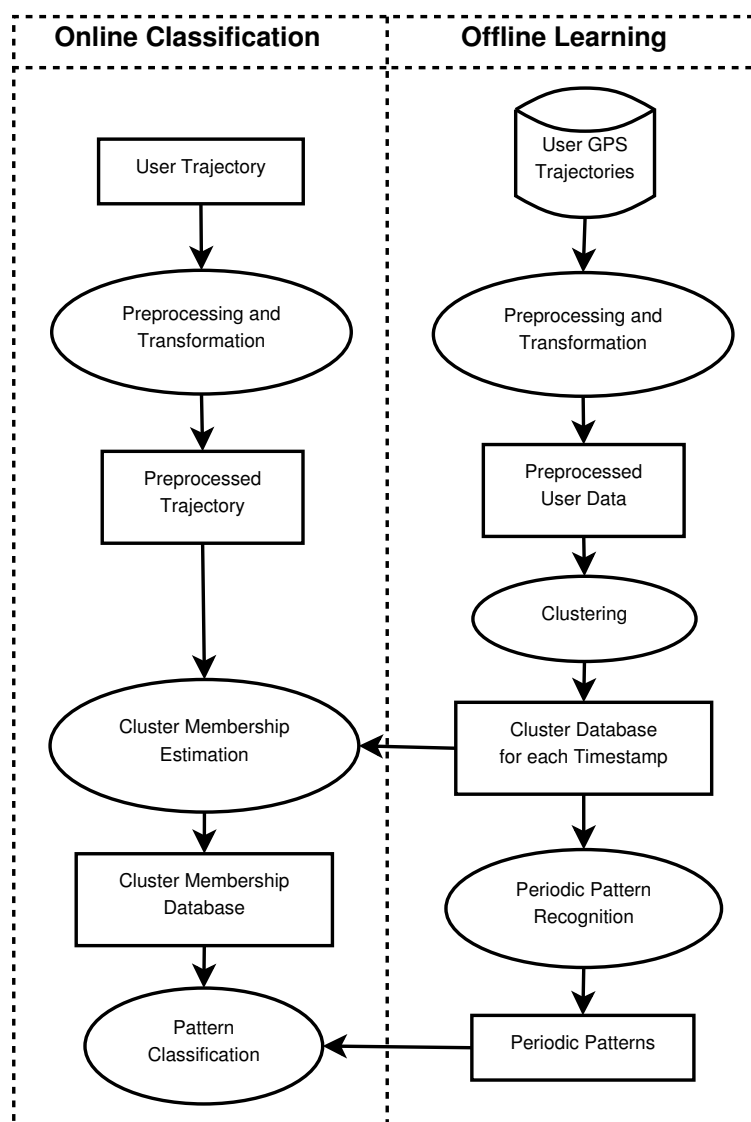 Online Classification
Offline Learning
User Trajectory
Preprocessing and
Transformation
Preprocessed
Trajectory
Cluster Membership
Estimation
Cluster Membership
Database
Pattern
Classification
User GPS
Trajectories
Preprocessing and
Transformation
Preprocessed
User Data
Clustering
Cluster Database
for each Timestamp
Periodic Pattern
Recognition
Periodic Patterns